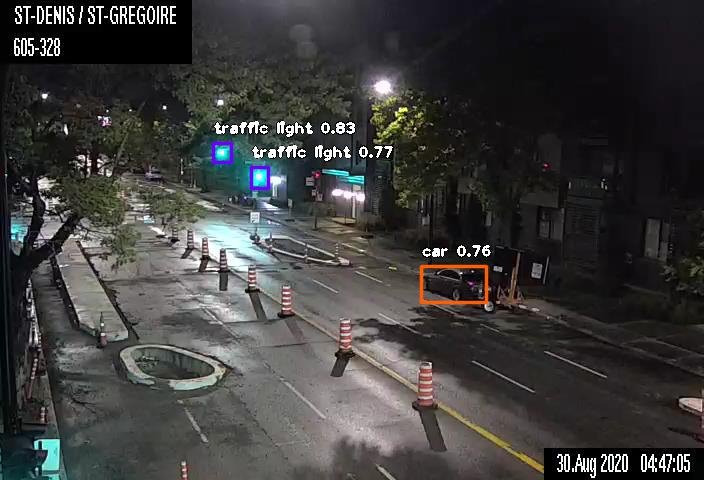 ST-DENIS / ST-GREGOIRE
605-328
traffic light 0.83
traffic light 0.77
car 0.76
30.Aug 2020 04:47:05